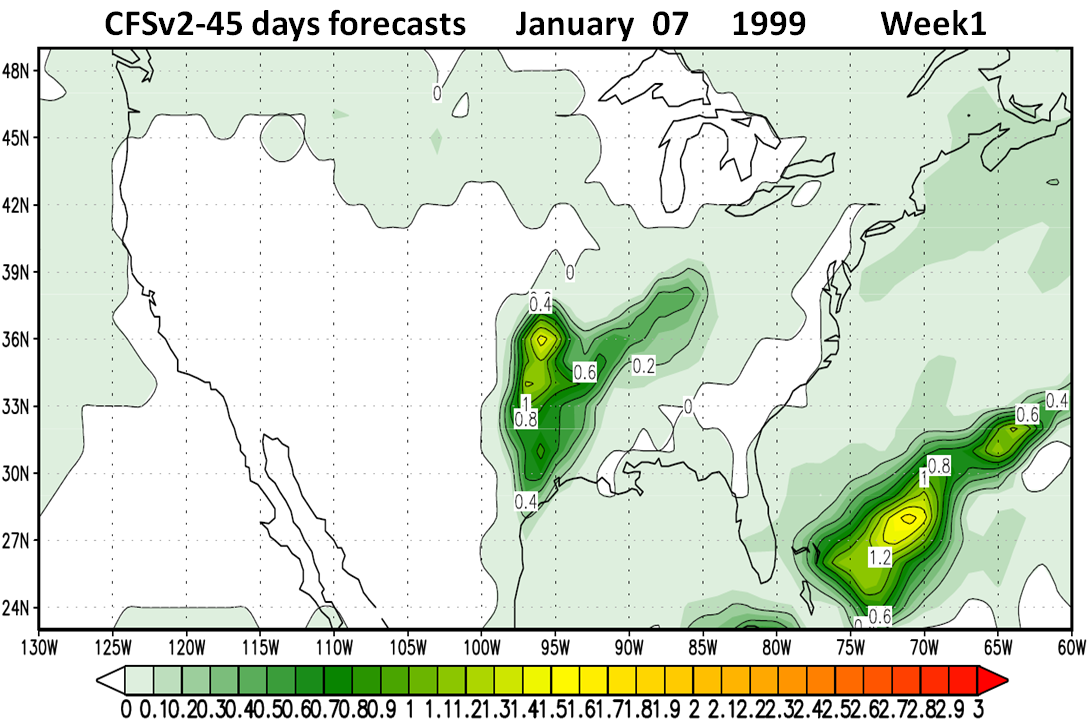 CFSv2-45 days forecasts January 07 1999 Week1
48N
0
45N
42N
39N
0
0.4
36N
0.6
0.2
1
0
0.4
33N
0.8
0.6
0.8
30N
1
0.4
27N
1.2
24N
0.6
130W 125W 120W 115W 110W 105W 100W 95W 90W 85W 80W 75W 70W 65W 60W
0 0.1 0.2 0.3 0.4 0.5 0.6 0.7 0.8 0.9 1 1.1 1.2 1.3 1.4 1.5 1.6 1.7 1.8 1.9 2 2.1 2.2 2.3 2.4 2.5 2.6 2.7 2.8 2.9 3